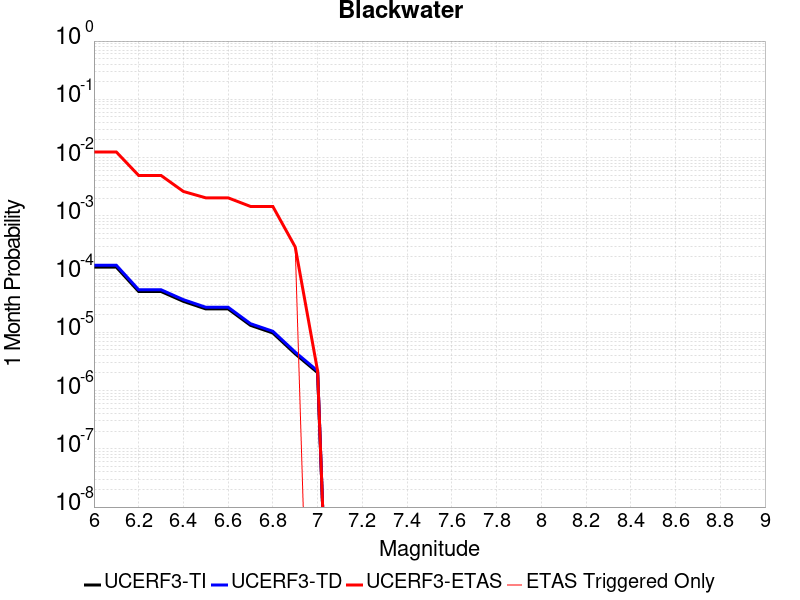 Blackwater
10^0
10^-1
10^-2
10^-3
10^-4
10^-5
10^-6
10^-7
10^-8
1 Month Probability
6 6.2 6.4 6.6 6.8 7 7.2 7.4 7.6 7.8 8 8.2 8.4 8.6 8.8 9
Magnitude
UCERF3-TI UCERF3-TD UCERF3-ETAS ETAS Triggered Only